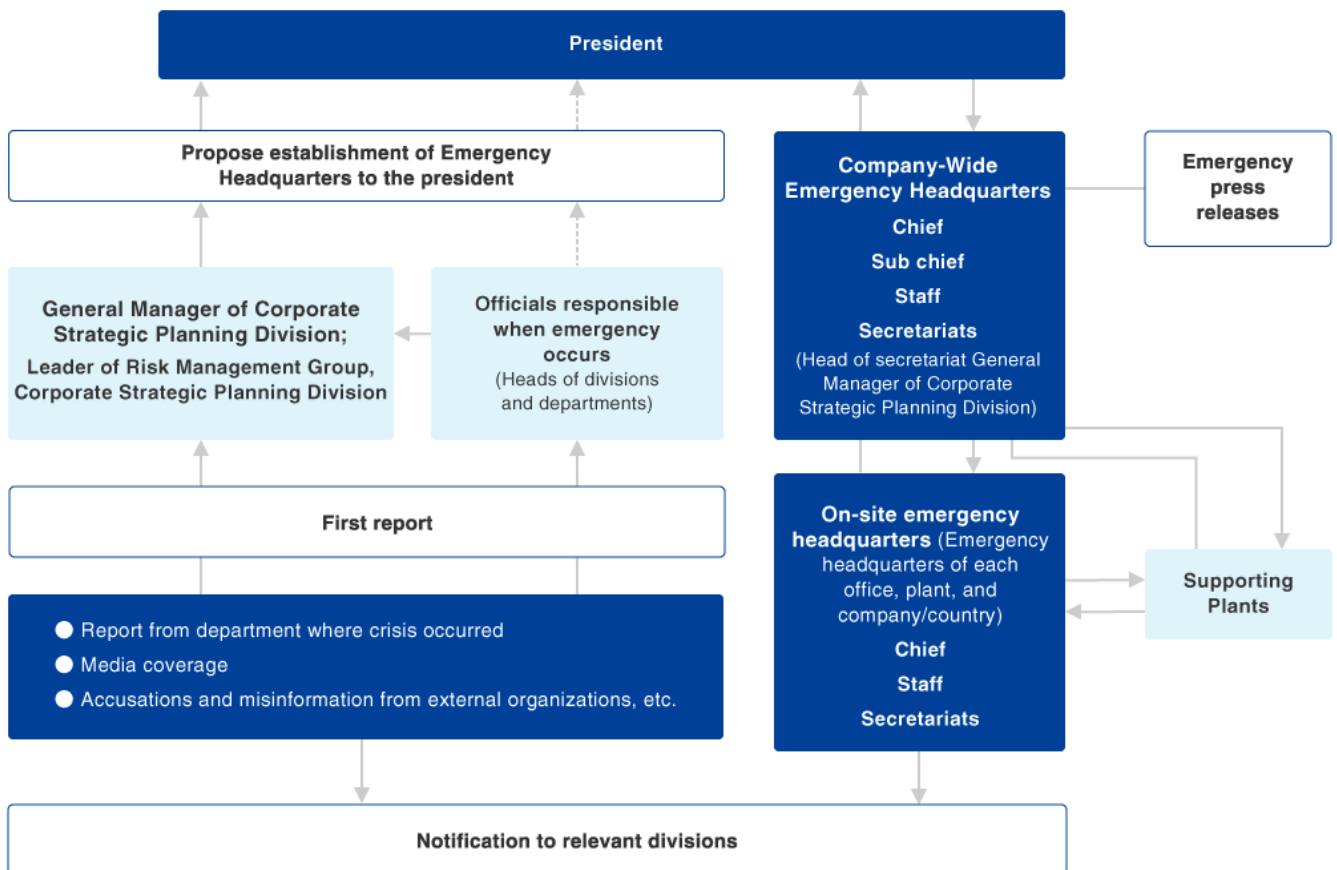 President
Propose establishment of Emergency
Headquarters to the president
General Manager of Corporate
Strategic Planning Division;
Leader of Risk Management Group,
Corporate Strategic Planning Division
Officials responsible
when emergency
occurs
(Heads of divisions
and departments)
First report
Report from department where crisis occurred
Media coverage
Accusations and misinformation from external organizations, etc.
Company-Wide
Emergency Headquarters
Chief
Sub chief
Staff
Secretariats
(Head of secretariat General
Manager of Corporate
Strategic Planning Division)
Emergency
press
releases
On-site emergency
headquarters (Emergency
headquarters of each
office, plant, and
company/country)
Chief
Staff
Secretariats
Supporting
Plants
Notification to relevant divisions